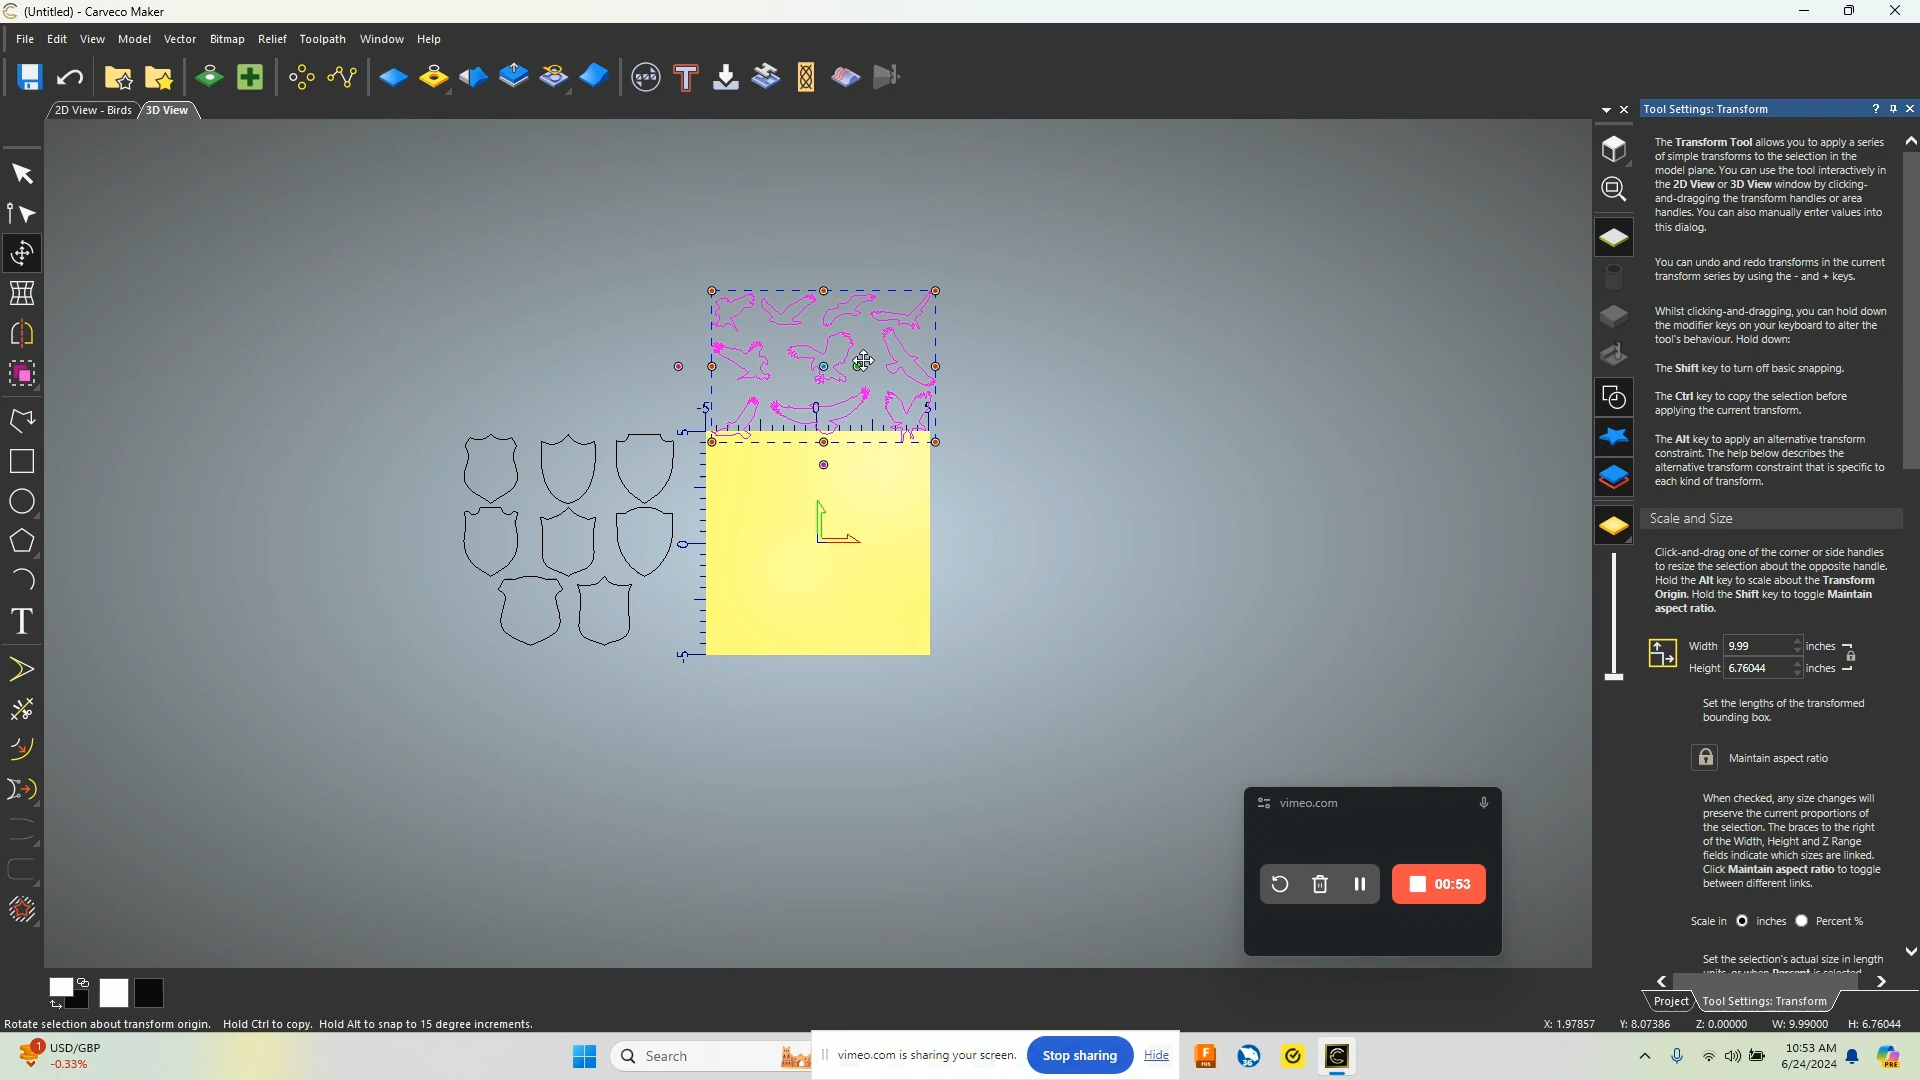 (Untitled) - Carveco Maker
File Edit View Model Vector Bitmap Relief Toolpath Window Help
2D View - Birds 3D View
Tool Settings: Transform
The Transform Tool allows you to apply a series
of simple transforms to the selection in the
model plane. You can use the tool interactively in
the 2D View or 3D View window by clicking-
and-dragging the transform handles or area
handles. You can also manually enter values into
this dialog.
You can undo and redo transforms in the current
transform series by using the - and + keys.
Whilst clicking-and-dragging, you can hold down
the modifier keys on your keyboard to alter the
tool's behaviour. Hold down:
The Shift key to turn off basic snapping.
The Ctrl key to copy the selection before
applying the current transform.
The Alt key to apply an alternative transform
constraint. The help below describes the
alternative transform constraint that is specific to
each kind of transform.
Scale and Size
Click-and-drag one of the corner or side handles
to resize the selection about the opposite handle.
Hold the Alt key to scale about the Transform
Origin. Hold the Shift key to toggle Maintain
aspect ratio.
Width 9.99 inches
Height 6.76044 inches
Set the lengths of the transformed
bounding box.
Maintain aspect ratio
When checked, any size changes will
preserve the current proportions of
the selection. The braces to the right
of the Width, Height and Z Range
fields indicate which sizes are linked.
Click Maintain aspect ratio to toggle
between different links.
Scale in inches Percent %
Set the selection's actual size in length
units, or when Percent is selected
Project Tool Settings: Transform
-5 0 5
5
0
-5
vimeo.com
00:53
Rotate selection about transform origin. Hold Ctrl to copy. Hold Alt to snap to 15 degree increments.
X: 1.97857 Y: 8.07386 Z: 0.00000 W: 9.99000 H: 6.76044
1
USD/GBP
-0.33%
Search
vimeo.com is sharing your screen. Stop sharing Hide
10:53 AM
6/24/2024